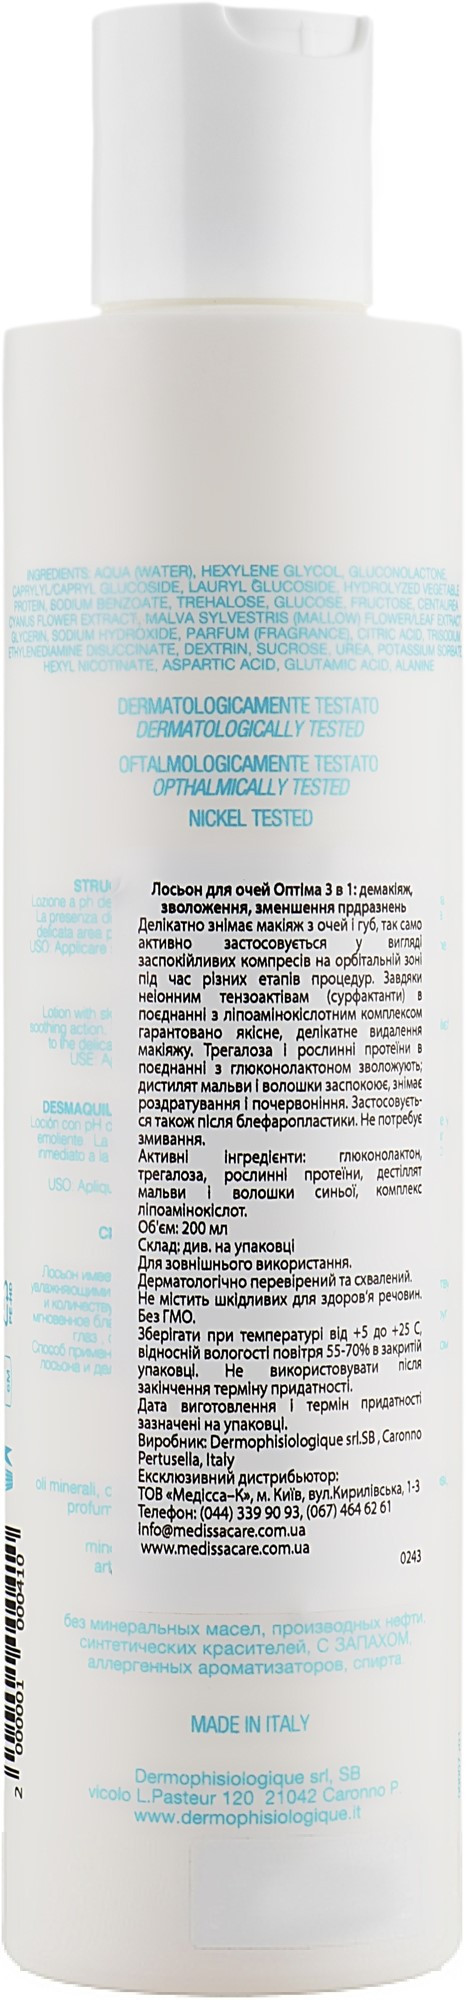 INGREDIENTS: AQUA (WATER), HEXYLENE GLYCOL, GLUCONOLACTONE,
CAPRYLYL/CAPRYL GLUCOSIDE, LAURYL GLUCOSIDE, HYDROLYZED VEGETABLE
PROTEIN, SODIUM BENZOATE, TREHALOSE, GLUCOSE, FRUCTOSE, CENTAUREA
CYANUS FLOWER EXTRACT, MALVA SYLVESTRIS (MALLOW) FLOWER/LEAF EXTRACT,
GLYCERIN, SODIUM HYDROXIDE, PARFUM (FRAGRANCE), CITRIC ACID, TRISODIUM
ETHYLENEDIAMINE DISUCCINATE, DEXTRIN, SUCROSE, UREA, POTASSIUM SORBATE,
HEXYL NICOTINATE, ASPARTIC ACID, GLUTAMIC ACID, ALANINE
DERMATOLOGICAMENTE TESTATO
DERMATOLOGICALLY TESTED
OFTALMOLOGICAMENTE TESTATO
OPTHALMICALLY TESTED
NICKEL TESTED
Лосьон для очей Оптіма 3 в 1: демакіяж,
зволоження, зменшення прдразнень
Делікатно знімає макіяж з очей і губ, так само
активно застосовується у вигляді
заспокійливих компресів на орбітальній зоні
під час різних етапів процедур. Завдяки
неіонним тензоактівам (сурфактанти) в
поєднанні з ліпоамінокіслотним комплексом
гарантовано якісне, делікатне видалення
макіяжу. Трегалоза і рослинні протеїни в
поєднанні з глюконолактоном зволожують;
дистилят мальви і волошки заспокоює, знімає
роздратування і почервоніння. Застосовуєть-
ся також після блефаропластики. Не потребує
змивання.
Активні інгредієнти: глюконолактон,
трегалоза, рослинні протеїни, дестіллят
мальви і волошки синьої, комплекс
ліпоамінокіслот.
Об'єм: 200 мл
Склад: див. на упаковці
Для зовнішнього використання.
Дерматологічно перевірений та схвалений.
Не містить шкідливих для здоров'я речовин.
Без ГМО.
Зберігати при температурі від +5 до +25 С,
відносній вологості повітря 55-70% в закритій
упаковці. Не використовувати після
закінчення терміну придатності.
Дата виготовлення і термін придатності
зазначені на упаковці.
Виробник: Dermophisiologique srl.SB , Caronno
Pertusella, Italy
Ексклюзивний дистрибьютор:
ТОВ «Медісса–К», м. Київ, вул.Кирилівська, 1-3
Телефон: (044) 339 90 93, (067) 464 62 61
Info@medissacare.com.ua
www.medissacare.com.ua
0243
без минеральных масел, производных нефти,
синтетических красителей, С ЗАПАХОМ,
аллергенных ароматизаторов, спирта
MADE IN ITALY
Dermophisiologique srl, SB
vicolo L.Pasteur 120 21042 Caronno P.
www.dermophisiologique.it
2 000001 000410